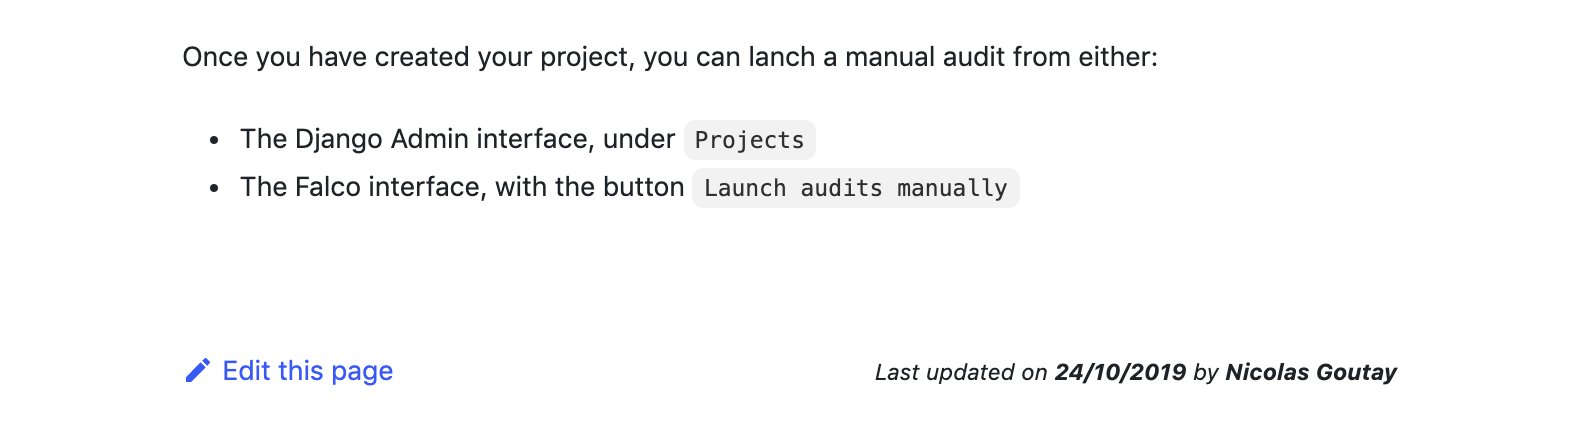 Once you have created your project, you can lanch a manual audit from either:
• The Django Admin interface, under Projects
• The Falco interface, with the button Launch audits manually
Edit this page
Last updated on 24/10/2019 by Nicolas Goutay